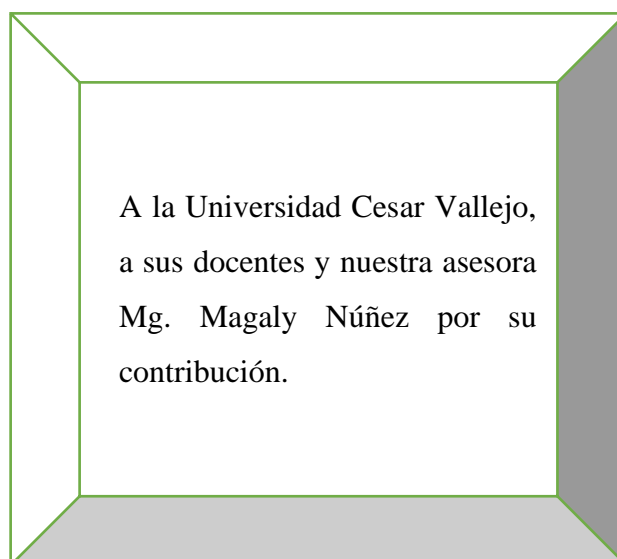 A la Universidad Cesar Vallejo,
a sus docentes y nuestra asesora
Mg. Magaly Núñez por su
contribución.